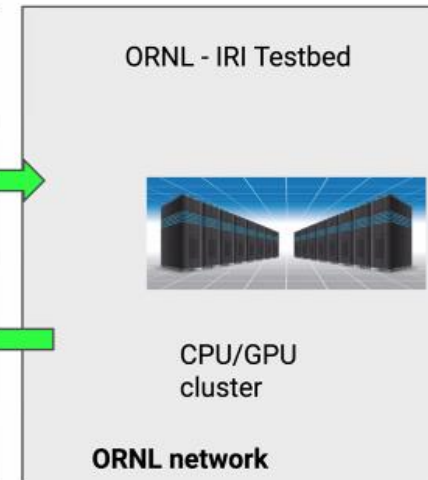 ORNL - IRI Testbed
CPU/GPU
cluster
ORNL network